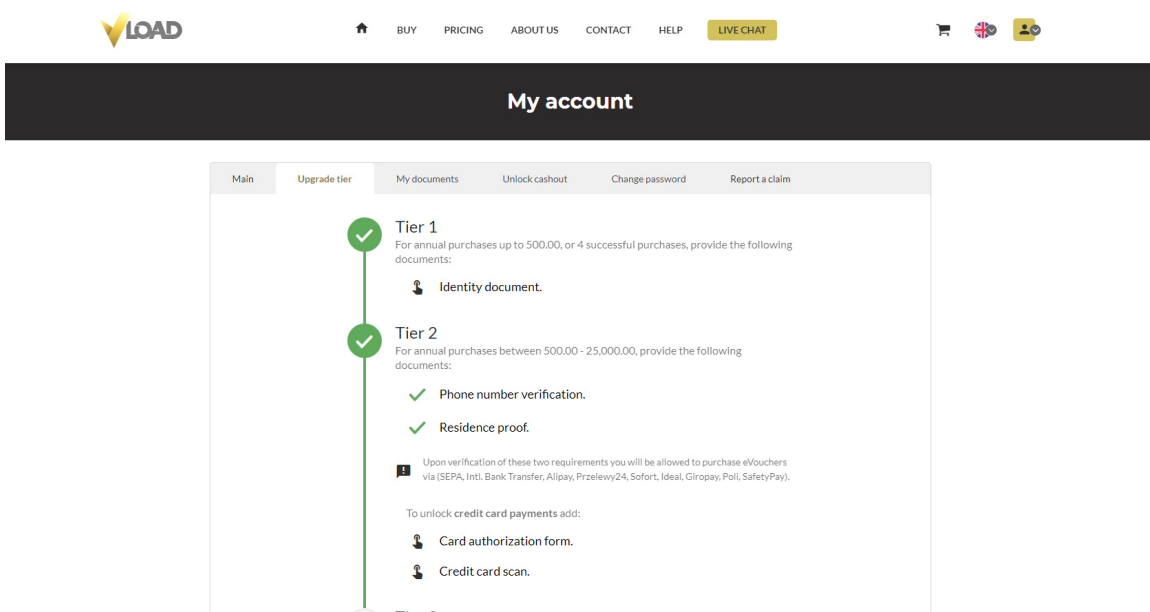 VLOAD
BUY PRICING ABOUT US CONTACT HELP LIVE CHAT
My account
Main Upgrade tier My documents Unlock cashout Change password Report a claim
Tier 1
For annual purchases up to 500.00, or 4 successful purchases, provide the following
documents:
Identity document.
Tier 2
For annual purchases between 500.00 - 25,000.00, provide the following
documents:
Phone number verification.
Residence proof.
Upon verification of these two requirements you will be allowed to purchase eVouchers
via (SEPA, Intl. Bank Transfer, Alipay, Przelewy24, Sofort, Ideal, Giropay, Poli, SafetyPay).
To unlock credit card payments add:
Card authorization form.
Credit card scan.